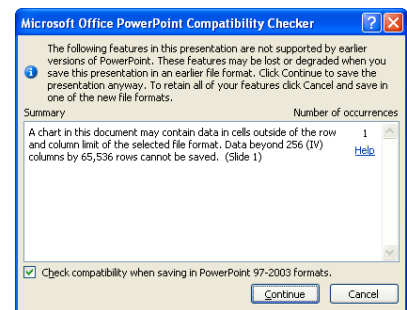 Microsoft Office PowerPoint Compatibility Checker
The following features in this presentation are not supported by earlier
versions of PowerPoint. These features may be lost or degraded when you
save this presentation in an earlier file format. Click Continue to save the
presentation anyway. To retain all of your features click Cancel and save in
one of the new file formats.
Summary Number of occurrences
A chart in this document may contain data in cells outside of the row 1
and column limit of the selected file format. Data beyond 256 (IV) Help
columns by 65,536 rows cannot be saved. (Slide 1)
Check compatibility when saving in PowerPoint 97-2003 formats.
Continue Cancel